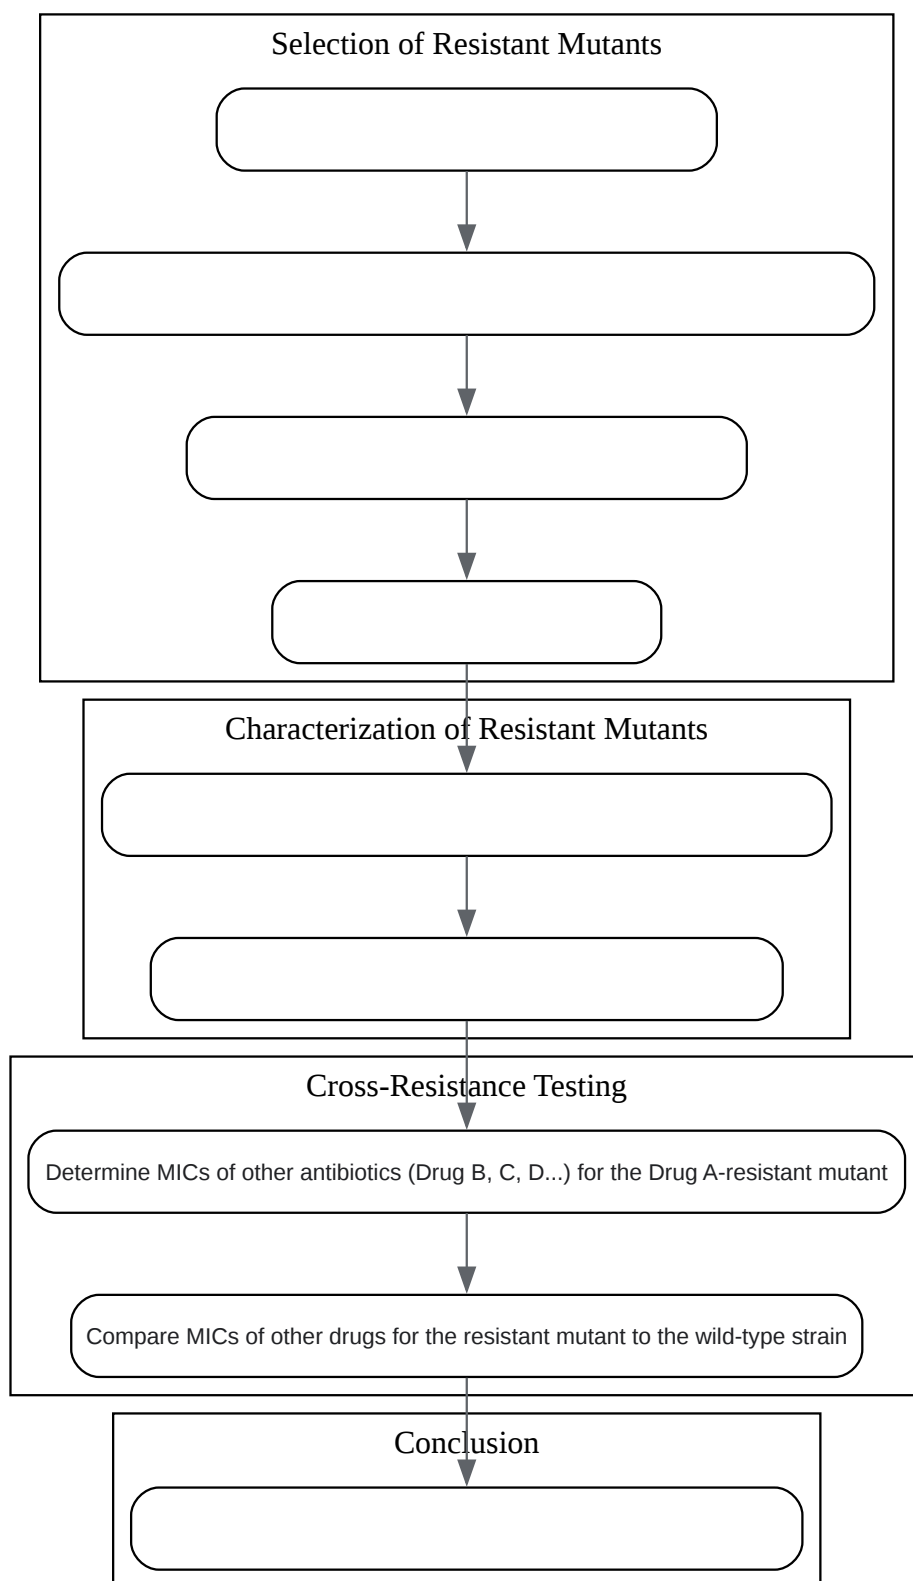 Selection of Resistant Mutants
Characterization of Resistant Mutants
Cross-Resistance Testing
Determine MICs of other antibiotics (Drug B, C, D...) for the Drug A-resistant mutant
Compare MICs of other drugs for the resistant mutant to the wild-type strain
Conclusion